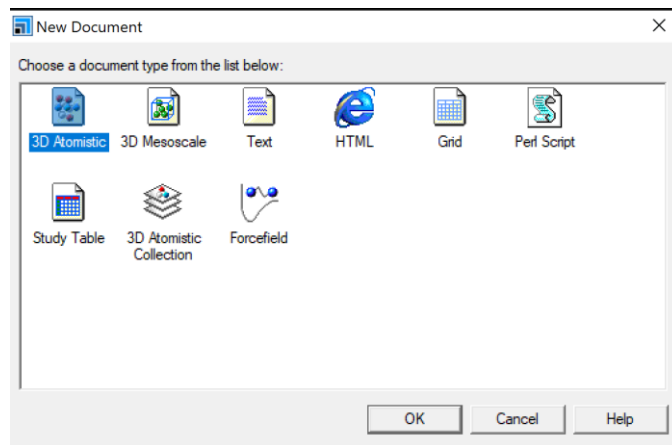 New Document
Choose a document type from the list below:
3D Atomistic
3D Mesoscale
Text
HTML
Grid
Perl Script
Study Table
3D Atomistic
Collection
Forcefield
OK
Cancel
Help